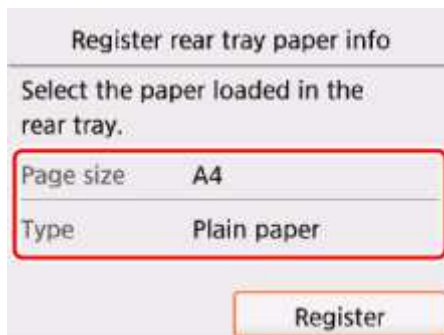 Register rear tray paper info
Select the paper loaded in the
rear tray.
Page size A4
Type Plain paper
Register